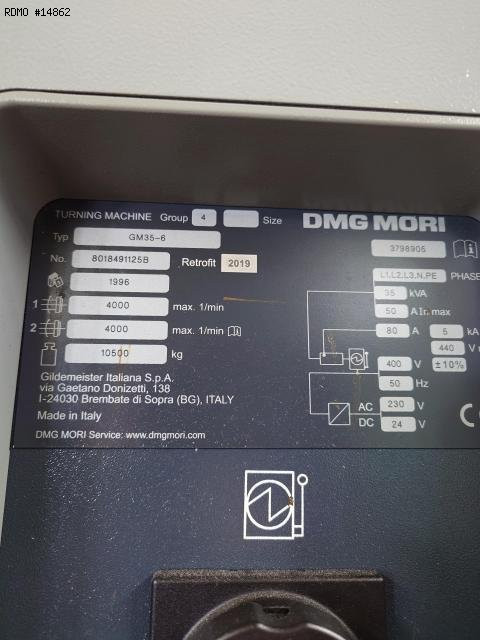 RDMO #14862
TURNING MACHINE Group 4 Size
DMG MORI
Typ GM35-6
3798905
No. 8018491125B Retrofit 2019
L1,L2,L3,N,PE PHASE
1996
35 kVA
1 4000 max. 1/min
50 A Ir. max
2 4000 max. 1/min
80 A 5 kA
440 V
10500 kg
400 V ±10%
50 Hz
Gildemeister Italiana S.p.A.
via Gaetano Donizetti, 138
I-24030 Brembate di Sopra (BG), ITALY
AC 230 V
DC 24 V
CE
Made in Italy
DMG MORI Service: www.dmgmori.com